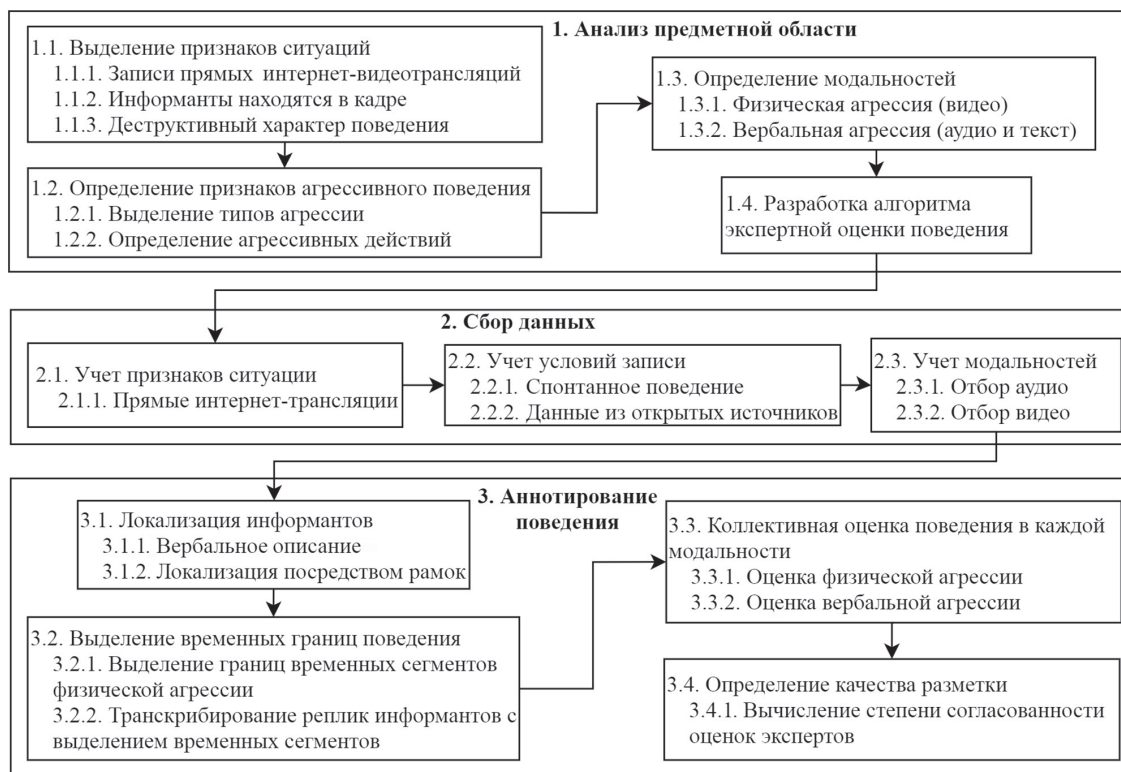 1. Анализ предметной области
1.1. Выделение признаков ситуаций
1.1.1. Записи прямых интернет-видеотрансляций
1.1.2. Информанты находятся в кадре
1.1.3. Деструктивный характер поведения
1.2. Определение признаков агрессивного поведения
1.2.1. Выделение типов агрессии
1.2.2. Определение агрессивных действий
1.3. Определение модальностей
1.3.1. Физическая агрессия (видео)
1.3.2. Вербальная агрессия (аудио и текст)
1.4. Разработка алгоритма
экспертной оценки поведения
2. Сбор данных
2.1. Учет признаков ситуации
2.1.1. Прямые интернет-трансляции
2.2. Учет условий записи
2.2.1. Спонтанное поведение
2.2.2. Данные из открытых источников
2.3. Учет модальностей
2.3.1. Отбор аудио
2.3.2. Отбор видео
3. Аннотирование
поведения
3.1. Локализация информантов
3.1.1. Вербальное описание
3.1.2. Локализация посредством рамок
3.2. Выделение временных границ поведения
3.2.1. Выделение границ временных сегментов
физической агрессии
3.2.2. Транскрибирование реплик информантов с
выделением временных сегментов
3.3. Коллективная оценка поведения в каждой
модальности
3.3.1. Оценка физической агрессии
3.3.2. Оценка вербальной агрессии
3.4. Определение качества разметки
3.4.1. Вычисление степени согласованности
оценок экспертов